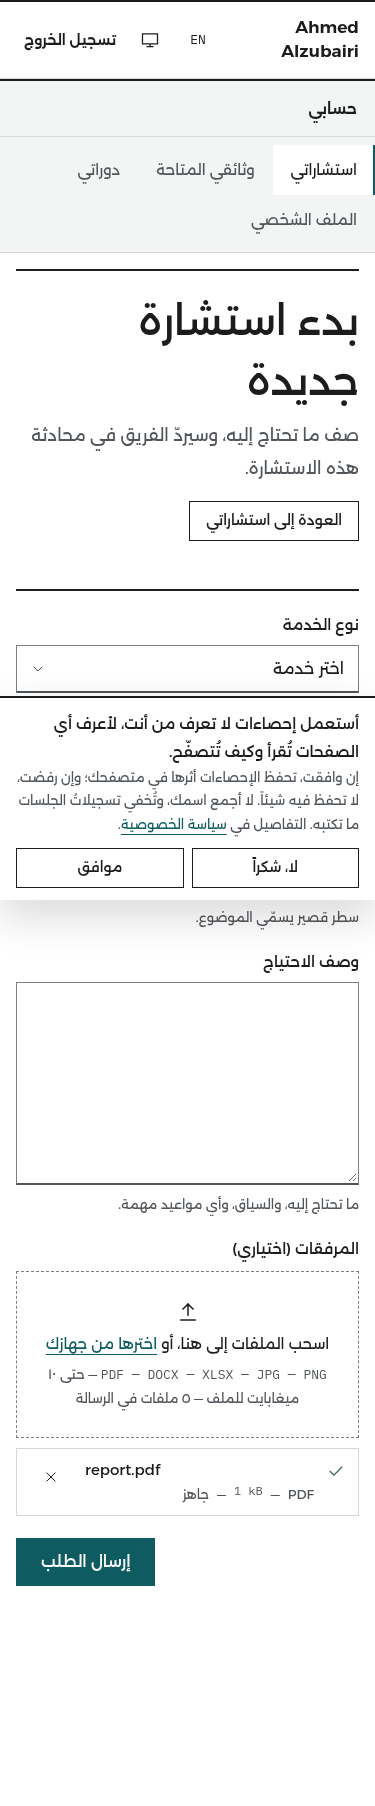 Ahmed
Alzubairi
EN
تسجيل الخروج
حسابي
استشاراتي
وثائقي المتاحة
دوراتي
الملف الشخصي
بدء استشارة
جديدة
صف ما تحتاج إليه، وسيردّ الفريق في محادثة
هذه الاستشارة.
العودة إلى استشاراتي
نوع الخدمة
اختر خدمة
أستعمل إحصاءات لا تعرف من أنت، لأعرف أي
الصفحات تُقرأ وكيف تُتصفّح.
إن وافقت، تحفظ الإحصاءات أثرها في متصفحك؛ وإن رفضت،
لا تحفظ فيه شيئاً. لا أجمع اسمك، وتُخفي تسجيلاتُ الجلسات
ما تكتبه. التفاصيل في سياسة الخصوصية.
لا، شكراً
موافق
سطر قصير يسمّي الموضوع.
وصف الاحتياج
ما تحتاج إليه، والسياق، وأي مواعيد مهمة.
المرفقات (اختياري)
اسحب الملفات إلى هنا، أو اخترها من جهازك
PDF — DOCX — XLSX — JPG — PNG — حتى ١٠
ميغابايت للملف — ٥ ملفات في الرسالة
report.pdf
PDF — 1 kB — جاهز
إرسال الطلب